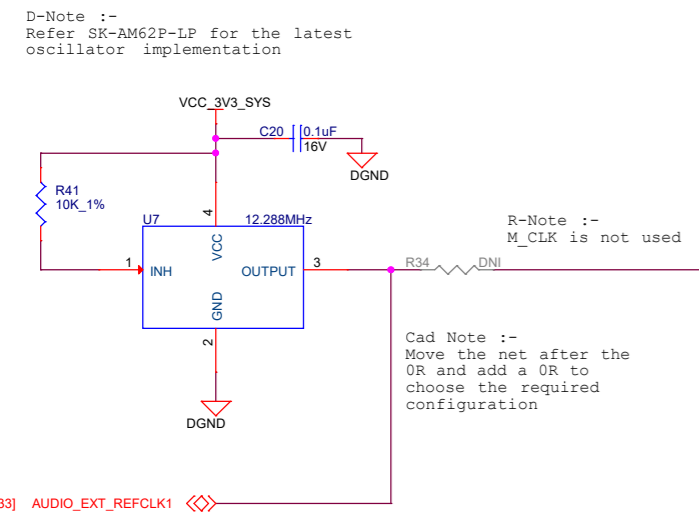 D-Note :-
Refer SK-AM62P-LP for the latest
oscillator implementation
VCC_3V3_SYS
C20 0.1uF
16V
DGND
R41
10K_1%
U7 12.288MHz
4
VCC
1 INH OUTPUT 3
GND
2
DGND
R-Note :-
M_CLK is not used
R34 DNI
Cad Note :-
Move the net after the
0R and add a 0R to
choose the required
configuration
33] AUDIO_EXT_REFCLK1